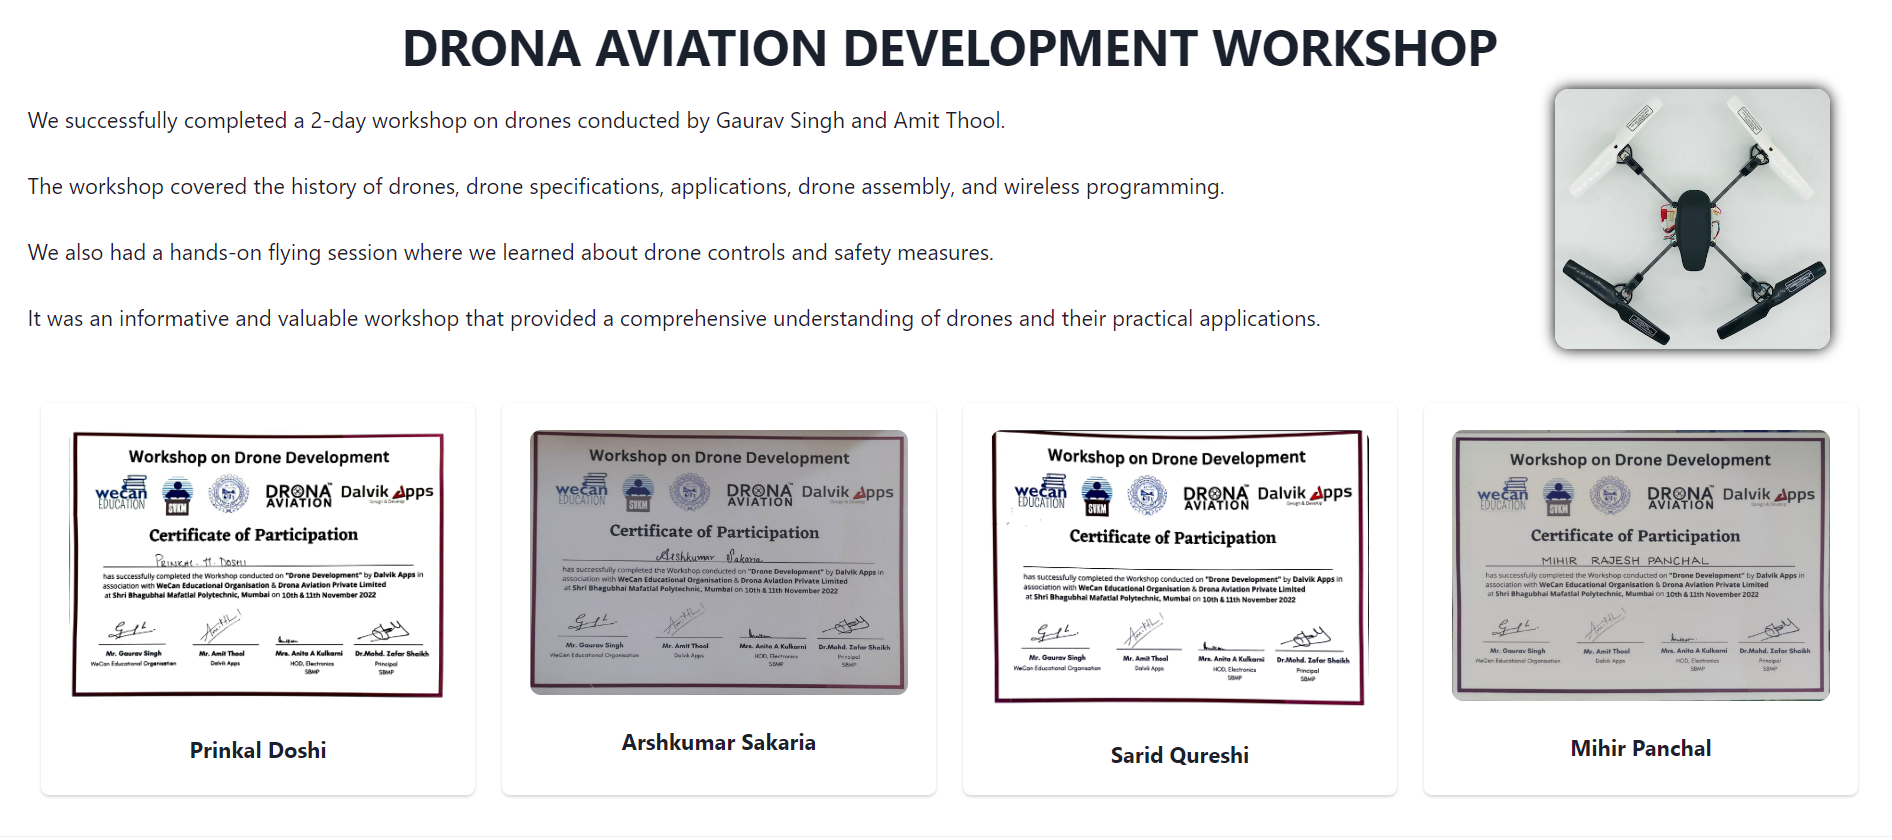 DRONA AVIATION DEVELOPMENT WORKSHOP
We successfully completed a 2-day workshop on drones conducted by Gaurav Singh and Amit Thool.
The workshop covered the history of drones, drone specifications, applications, drone assembly, and wireless programming.
We also had a hands-on flying session where we learned about drone controls and safety measures.
It was an informative and valuable workshop that provided a comprehensive understanding of drones and their practical applications.
Workshop on Drone Development
wecan EDUCATION SVKM DRONA AVIATION Dalvik Apps
Design & Develop
Certificate of Participation
PRINKAL. H. DOSHI
has successfully completed the Workshop conducted on "Drone Development" by Dalvik Apps in
association with WeCan Educational Organisation & Drona Aviation Private Limited
at Shri Bhagubhai Mafatlal Polytechnic, Mumbai on 10th & 11th November 2022
Mr. Gaurav Singh Mr. Amit Thool Mrs. Anita A Kulkarni Dr.Mohd. Zafar Shaikh
WeCan Educational Organisation Dalvik Apps HOD, Electronics Principal
SBMP SBMP
Prinkal Doshi
Workshop on Drone Development
wecan EDUCATION SVKM DRONA AVIATION Dalvik Apps
Design & Develop
Certificate of Participation
Arshkumar Sakaria
has successfully completed the Workshop conducted on "Drone Development" by Dalvik Apps in
association with WeCan Educational Organisation & Drona Aviation Private Limited
at Shri Bhagubhai Mafatlal Polytechnic, Mumbai on 10th & 11th November 2022
Mr. Gaurav Singh Mr. Amit Thool Mrs. Anita A Kulkarni Dr.Mohd. Zafar Shaikh
WeCan Educational Organisation Dalvik Apps HOD, Electronics Principal
SBMP SBMP
Arshkumar Sakaria
Workshop on Drone Development
wecan EDUCATION SVKM DRONA AVIATION Dalvik Apps
Design & Develop
Certificate of Participation
has successfully completed the Workshop conducted on "Drone Development" by Dalvik Apps in
association with WeCan Educational Organisation & Drona Aviation Private Limited
at Shri Bhagubhai Mafatlal Polytechnic, Mumbai on 10th & 11th November 2022
Mr. Gaurav Singh Mr. Amit Thool Mrs. Anita A Kulkarni Dr.Mohd. Zafar Shaikh
WeCan Educational Organisation Dalvik Apps HOD, Electronics Principal
SBMP SBMP
Sarid Qureshi
Workshop on Drone Development
wecan EDUCATION SVKM DRONA AVIATION Dalvik Apps
Design & Develop
Certificate of Participation
MIHIR RAJESH PANCHAL
has successfully completed the Workshop conducted on "Drone Development" by Dalvik Apps in
association with WeCan Educational Organisation & Drona Aviation Private Limited
at Shri Bhagubhai Mafatlal Polytechnic, Mumbai on 10th & 11th November 2022
Mr. Gaurav Singh Mr. Amit Thool Mrs. Anita A Kulkarni Dr.Mohd. Zafar Shaikh
WeCan Educational Organisation Dalvik Apps HOD, Electronics Principal
SBMP SBMP
Mihir Panchal